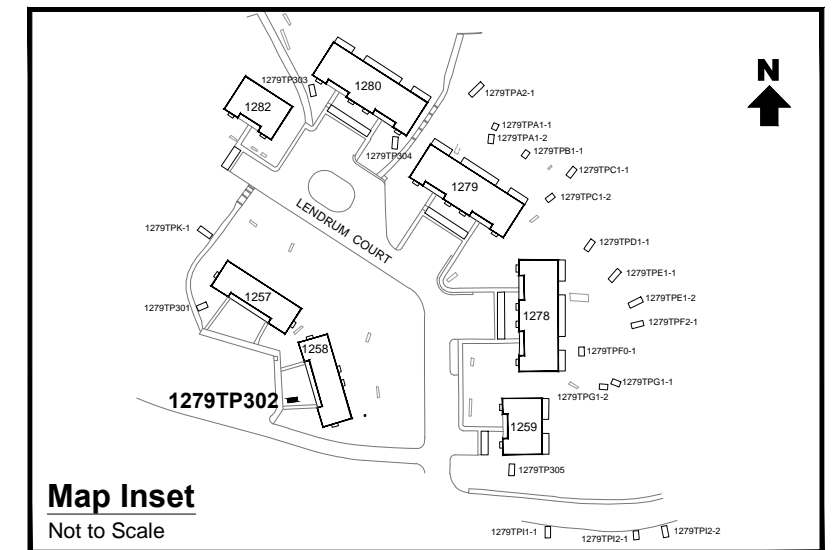 N
1279TP303
1280
1279TPA2-1
1282
1279TPA1-1
1279TPA1-2
1279TP304
1279TPB1-1
1279TPC1-1
1279
1279TPC1-2
LENDRUM COURT
1279TPK-1
1279TPD1-1
1279TPE1-1
1257
1279TPE1-2
1279TP301
1278
1279TPF2-1
1258
1279TPF0-1
1279TPG1-1
1279TPG1-2
1279TP302
1259
1279TP305
Map Inset
Not to Scale
1279TPI1-1
1279TPI2-1
1279TPI2-2